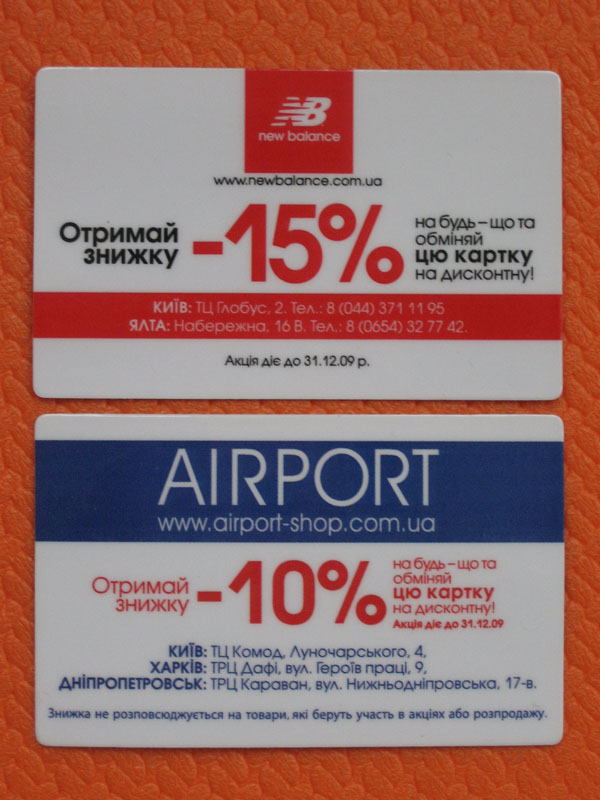 NB
new balance
www.newbalance.com.ua
Отримай
знижку
-15%
на будь–що та
обміняй
цю картку
на дисконтну!
КИЇВ: ТЦ Глобус, 2. Тел.: 8 (044) 371 11 95
ЯЛТА: Набережна, 16 В. Тел.: 8 (0654) 32 77 42.
Акція діє до 31.12.09 р.
AIRPORT
www.airport-shop.com.ua
Отримай
знижку
-10%
на будь–що та
обміняй
цю картку
на дисконтну!
Акція діє до 31.12.09
КИЇВ: ТЦ Комод, Луночарського, 4,
ХАРКІВ: ТРЦ Дафі, вул. Героїв праці, 9,
ДНІПРОПЕТРОВСЬК: ТРЦ Караван, вул. Нижньодніпровська, 17-в.
Знижка не розповсюджується на товари, які беруть участь в акціях або розпродажу.